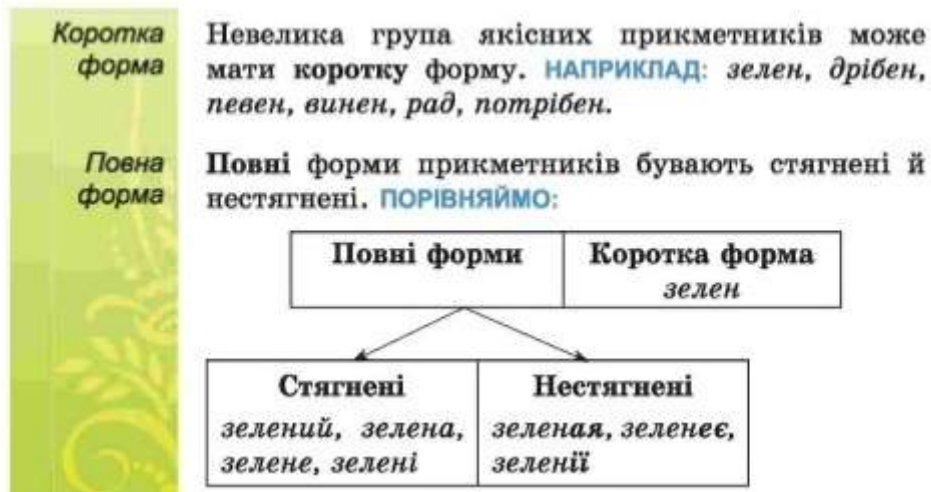 Коротка
форма
Невелика група якісних прикметників може
мати коротку форму. НАПРИКЛАД: зелен, дрібен,
певен, винен, рад, потрібен.
Повна
форма
Повні форми прикметників бувають стягнені й
нестягнені. ПОРІВНЯЙМО:
Повні форми
Коротка форма
зелен
Стягнені
зелений, зелена,
зелене, зелені
Нестягнені
зеленая, зеленеє,
зеленії